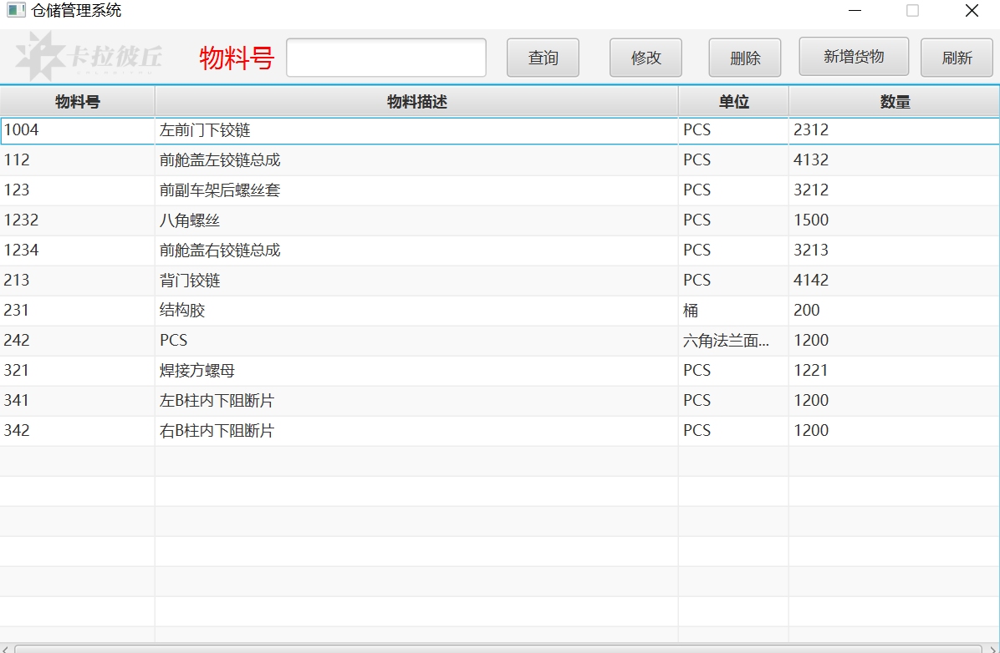 仓储管理系统
卡拉彼丘 物料号 查询 修改 删除 新增货物 刷新
物料号 物料描述 单位 数量
1004 左前门下铰链 PCS 2312
112 前舱盖左铰链总成 PCS 4132
123 前副车架后螺丝套 PCS 3212
1232 八角螺丝 PCS 1500
1234 前舱盖右铰链总成 PCS 3213
213 背门铰链 PCS 4142
231 结构胶 桶 200
242 PCS 六角法兰面... 1200
321 焊接方螺母 PCS 1221
341 左B柱内下阻断片 PCS 1200
342 右B柱内下阻断片 PCS 1200